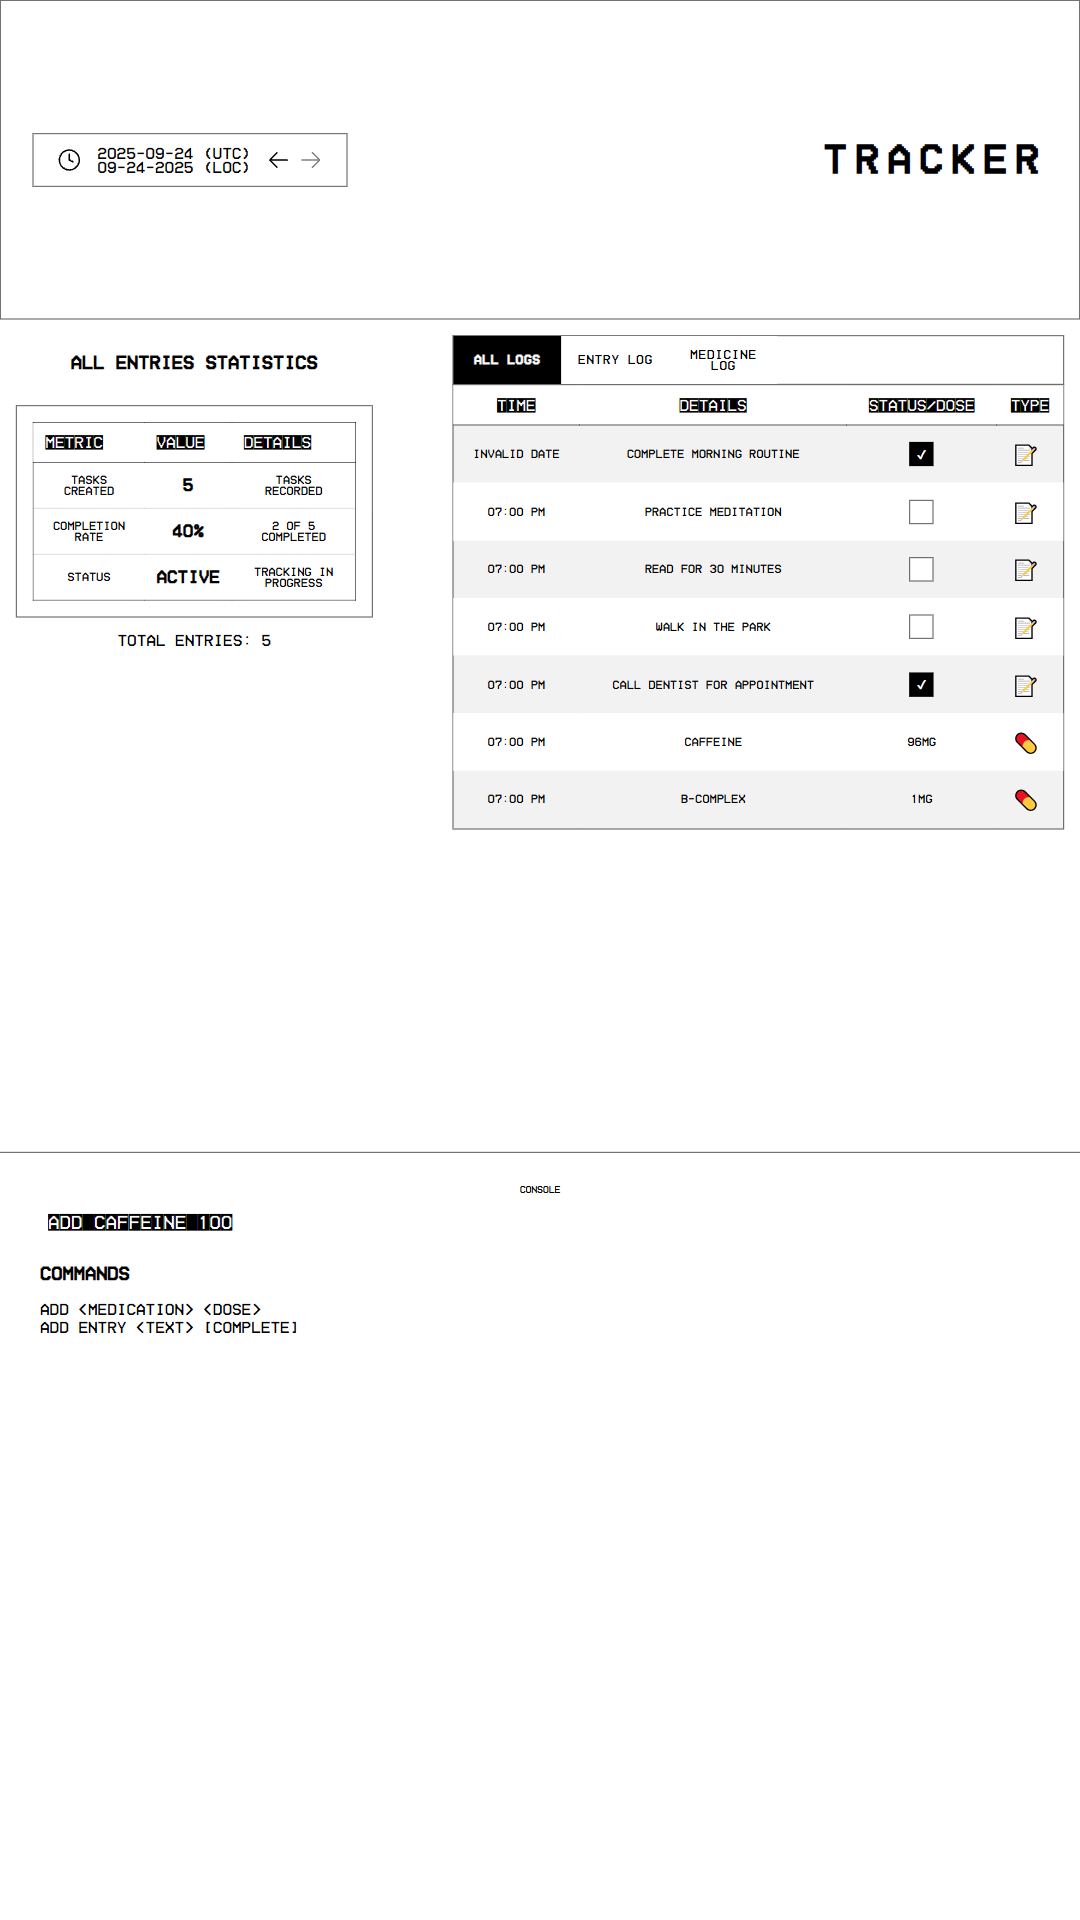 2025-09-24 (UTC)
09-24-2025 (LOC)
TRACKER
ALL ENTRIES STATISTICS
METRIC VALUE DETAILS
TASKS CREATED 5 TASKS RECORDED
COMPLETION RATE 40% 2 OF 5 COMPLETED
STATUS ACTIVE TRACKING IN PROGRESS
TOTAL ENTRIES: 5
ALL LOGS ENTRY LOG MEDICINE LOG
TIME DETAILS STATUS/DOSE TYPE
INVALID DATE COMPLETE MORNING ROUTINE
07:00 PM PRACTICE MEDITATION
07:00 PM READ FOR 30 MINUTES
07:00 PM WALK IN THE PARK
07:00 PM CALL DENTIST FOR APPOINTMENT
07:00 PM CAFFEINE 96MG
07:00 PM B-COMPLEX 1MG
CONSOLE
ADD CAFFEINE 100
COMMANDS
ADD <MEDICATION> <DOSE>
ADD ENTRY <TEXT> [COMPLETE]